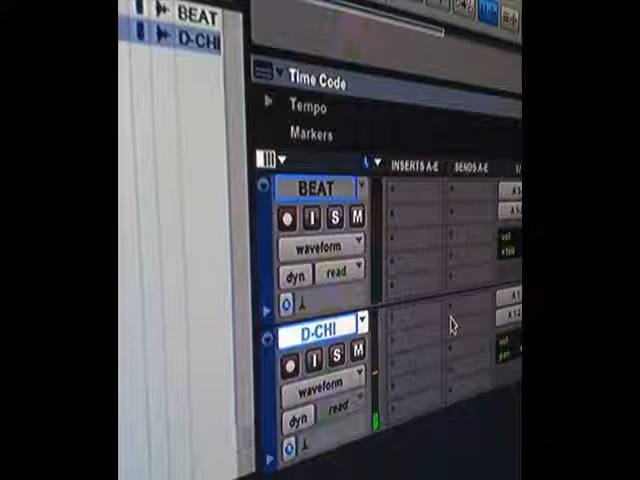 BEAT
D-CHI
Time Code
Tempo
Markers
INSERTS A-E
SENDS A-E
BEAT
I S M
waveform
dyn read
D-CHI
I S M
waveform
dyn read